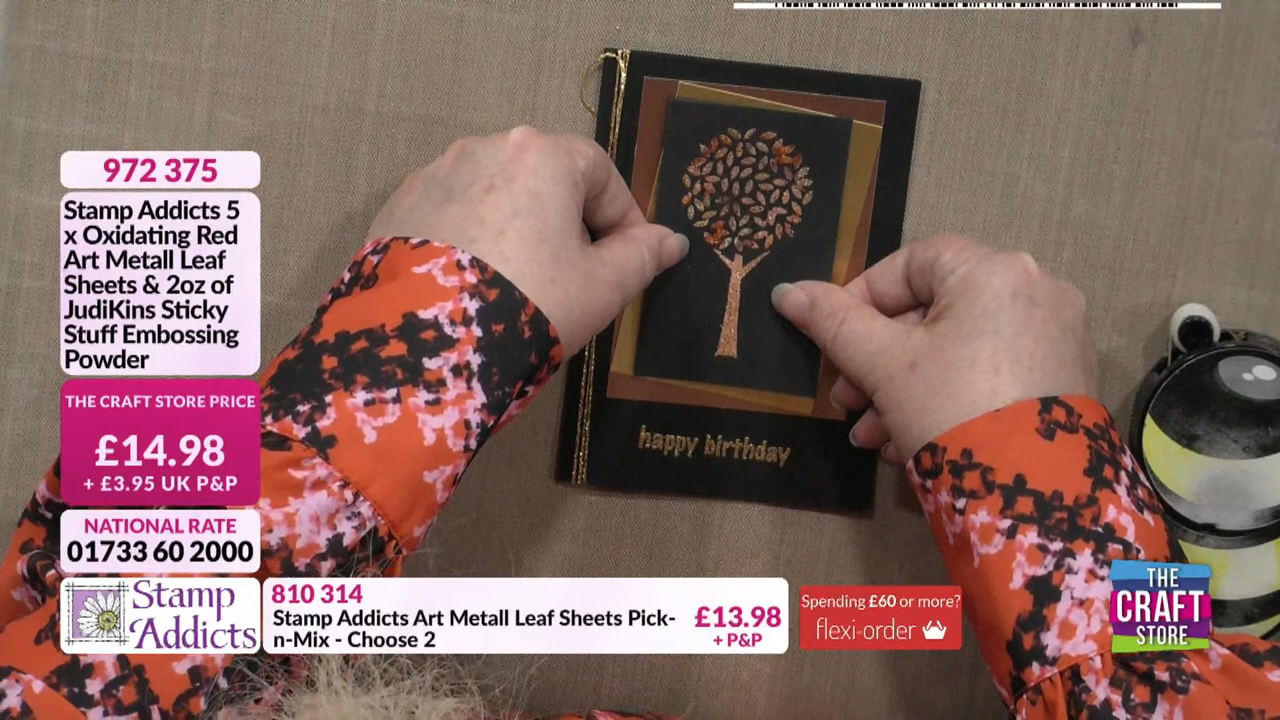 972 375
Stamp Addicts 5
x Oxidating Red
Art Metall Leaf
Sheets & 2oz of
JudiKins Sticky
Stuff Embossing
Powder
THE CRAFT STORE PRICE
£14.98
+ £3.95 UK P&P
NATIONAL RATE
01733 60 2000
happy birthday
Stamp
Addicts
810 314
Stamp Addicts Art Metall Leaf Sheets Pick-
n-Mix - Choose 2
£13.98
+ P&P
Spending £60 or more?
flexi-order
THE
CRAFT
STORE